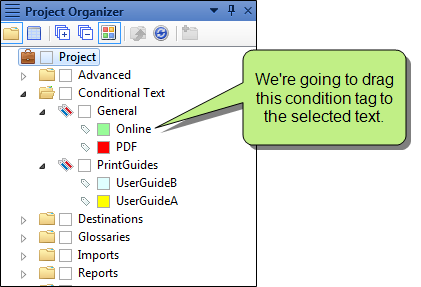 Project Organizer
Project
Advanced
Conditional Text
General
Online
PDF
PrintGuides
UserGuideB
UserGuideA
Destinations
Glossaries
Imports
Reports
We're going to drag
this condition tag to
the selected text.